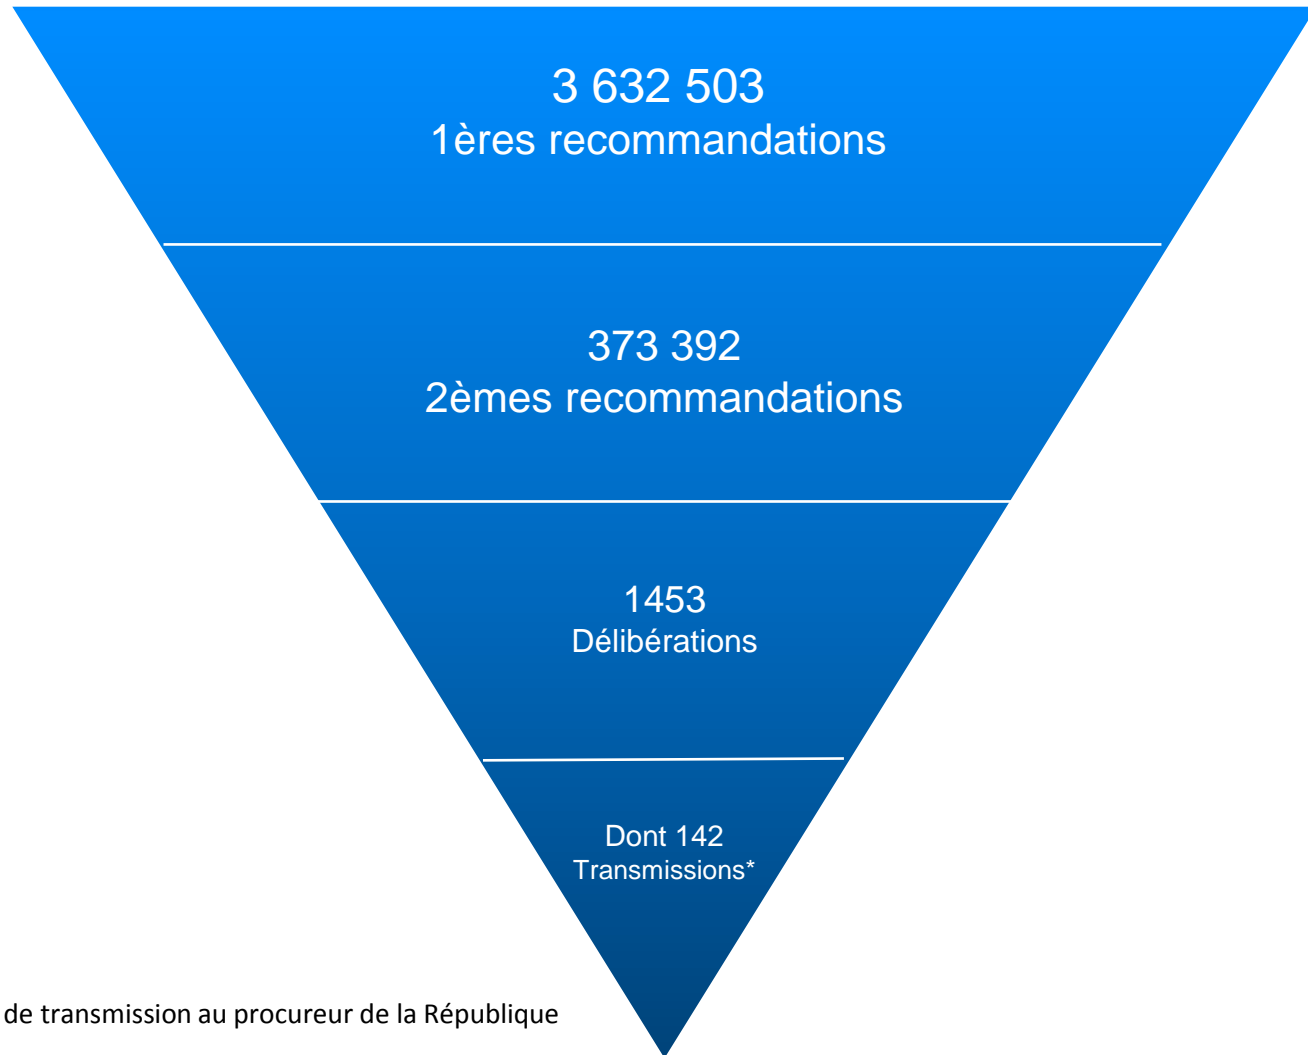 3 632 503
1ères recommandations
373 392
2èmes recommandations
1453
Délibérations
Dont 142
Transmissions*
de transmission au procureur de la République